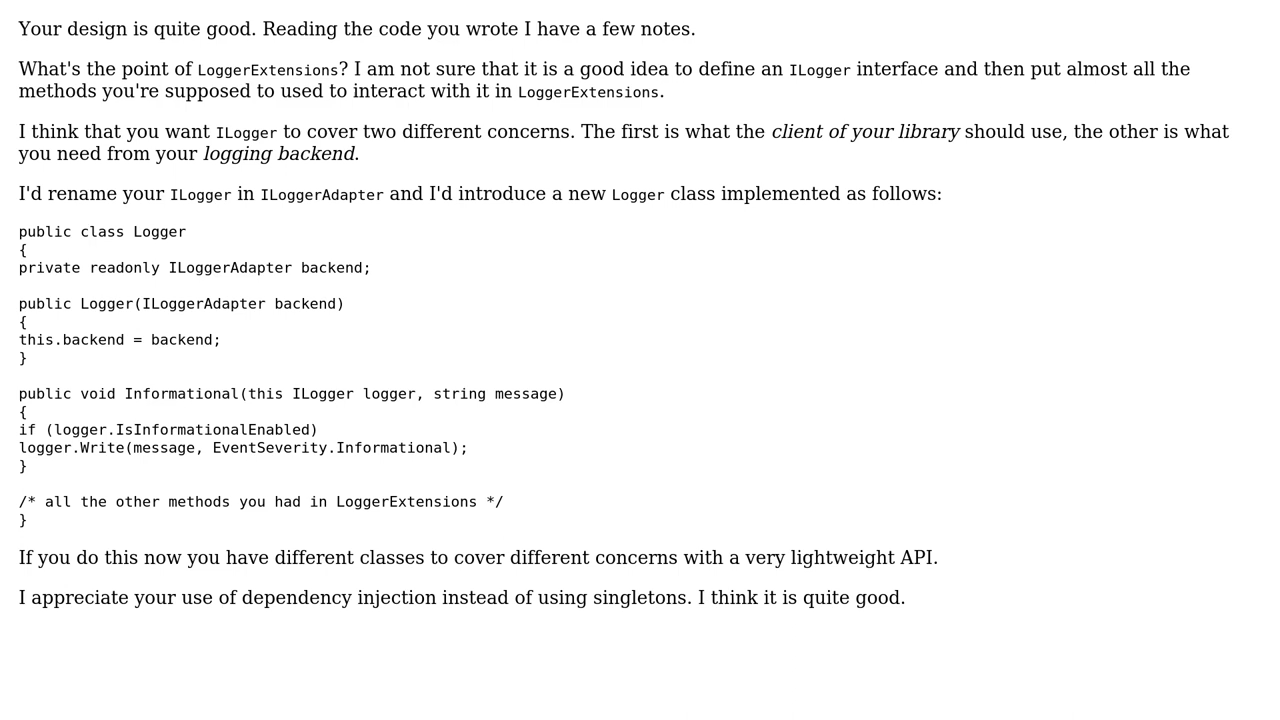 Your design is quite good. Reading the code you wrote I have a few notes.
What's the point of LoggerExtensions? I am not sure that it is a good idea to define an ILogger interface and then put almost all the
methods you're supposed to used to interact with it in LoggerExtensions.
I think that you want ILogger to cover two different concerns. The first is what the client of your library should use, the other is what
you need from your logging backend.
I'd rename your ILogger in ILoggerAdapter and I'd introduce a new Logger class implemented as follows:
public class Logger
{
private readonly ILoggerAdapter backend;
public Logger(ILoggerAdapter backend)
{
this.backend = backend;
}
public void Informational(this ILogger logger, string message)
{
if (logger.IsInformationalEnabled)
logger.Write(message, EventSeverity.Informational);
}
/* all the other methods you had in LoggerExtensions */
}
If you do this now you have different classes to cover different concerns with a very lightweight API.
I appreciate your use of dependency injection instead of using singletons. I think it is quite good.